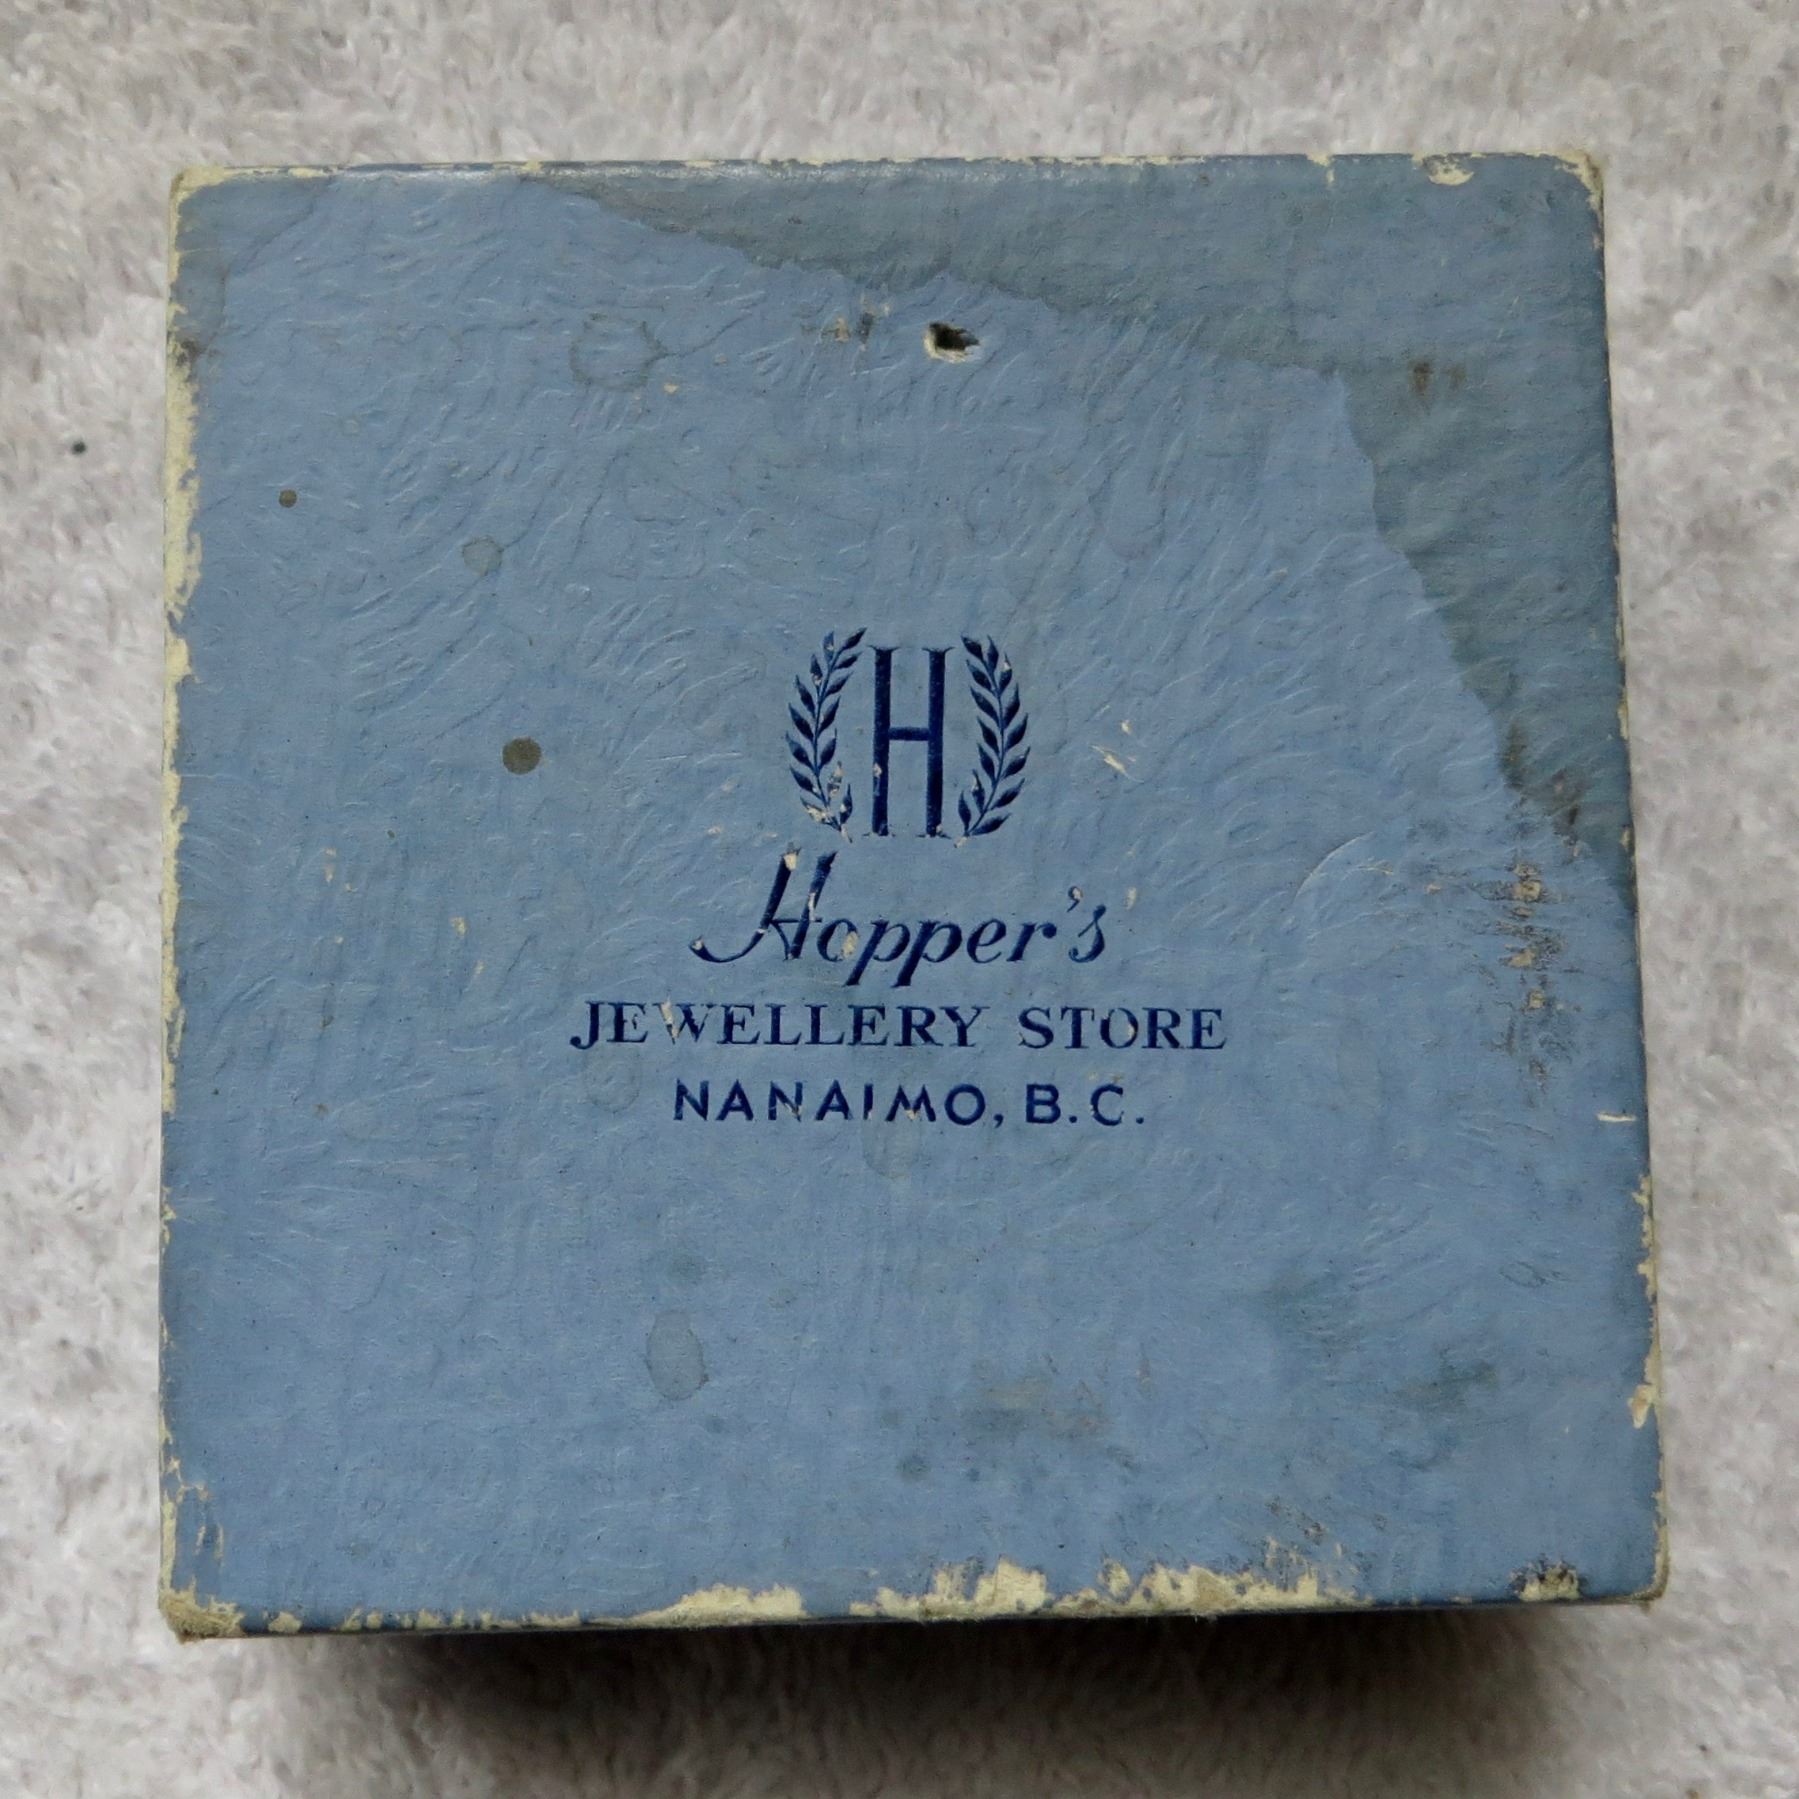 H
Hopper's
JEWELLERY STORE
NANAIMO, B.C.